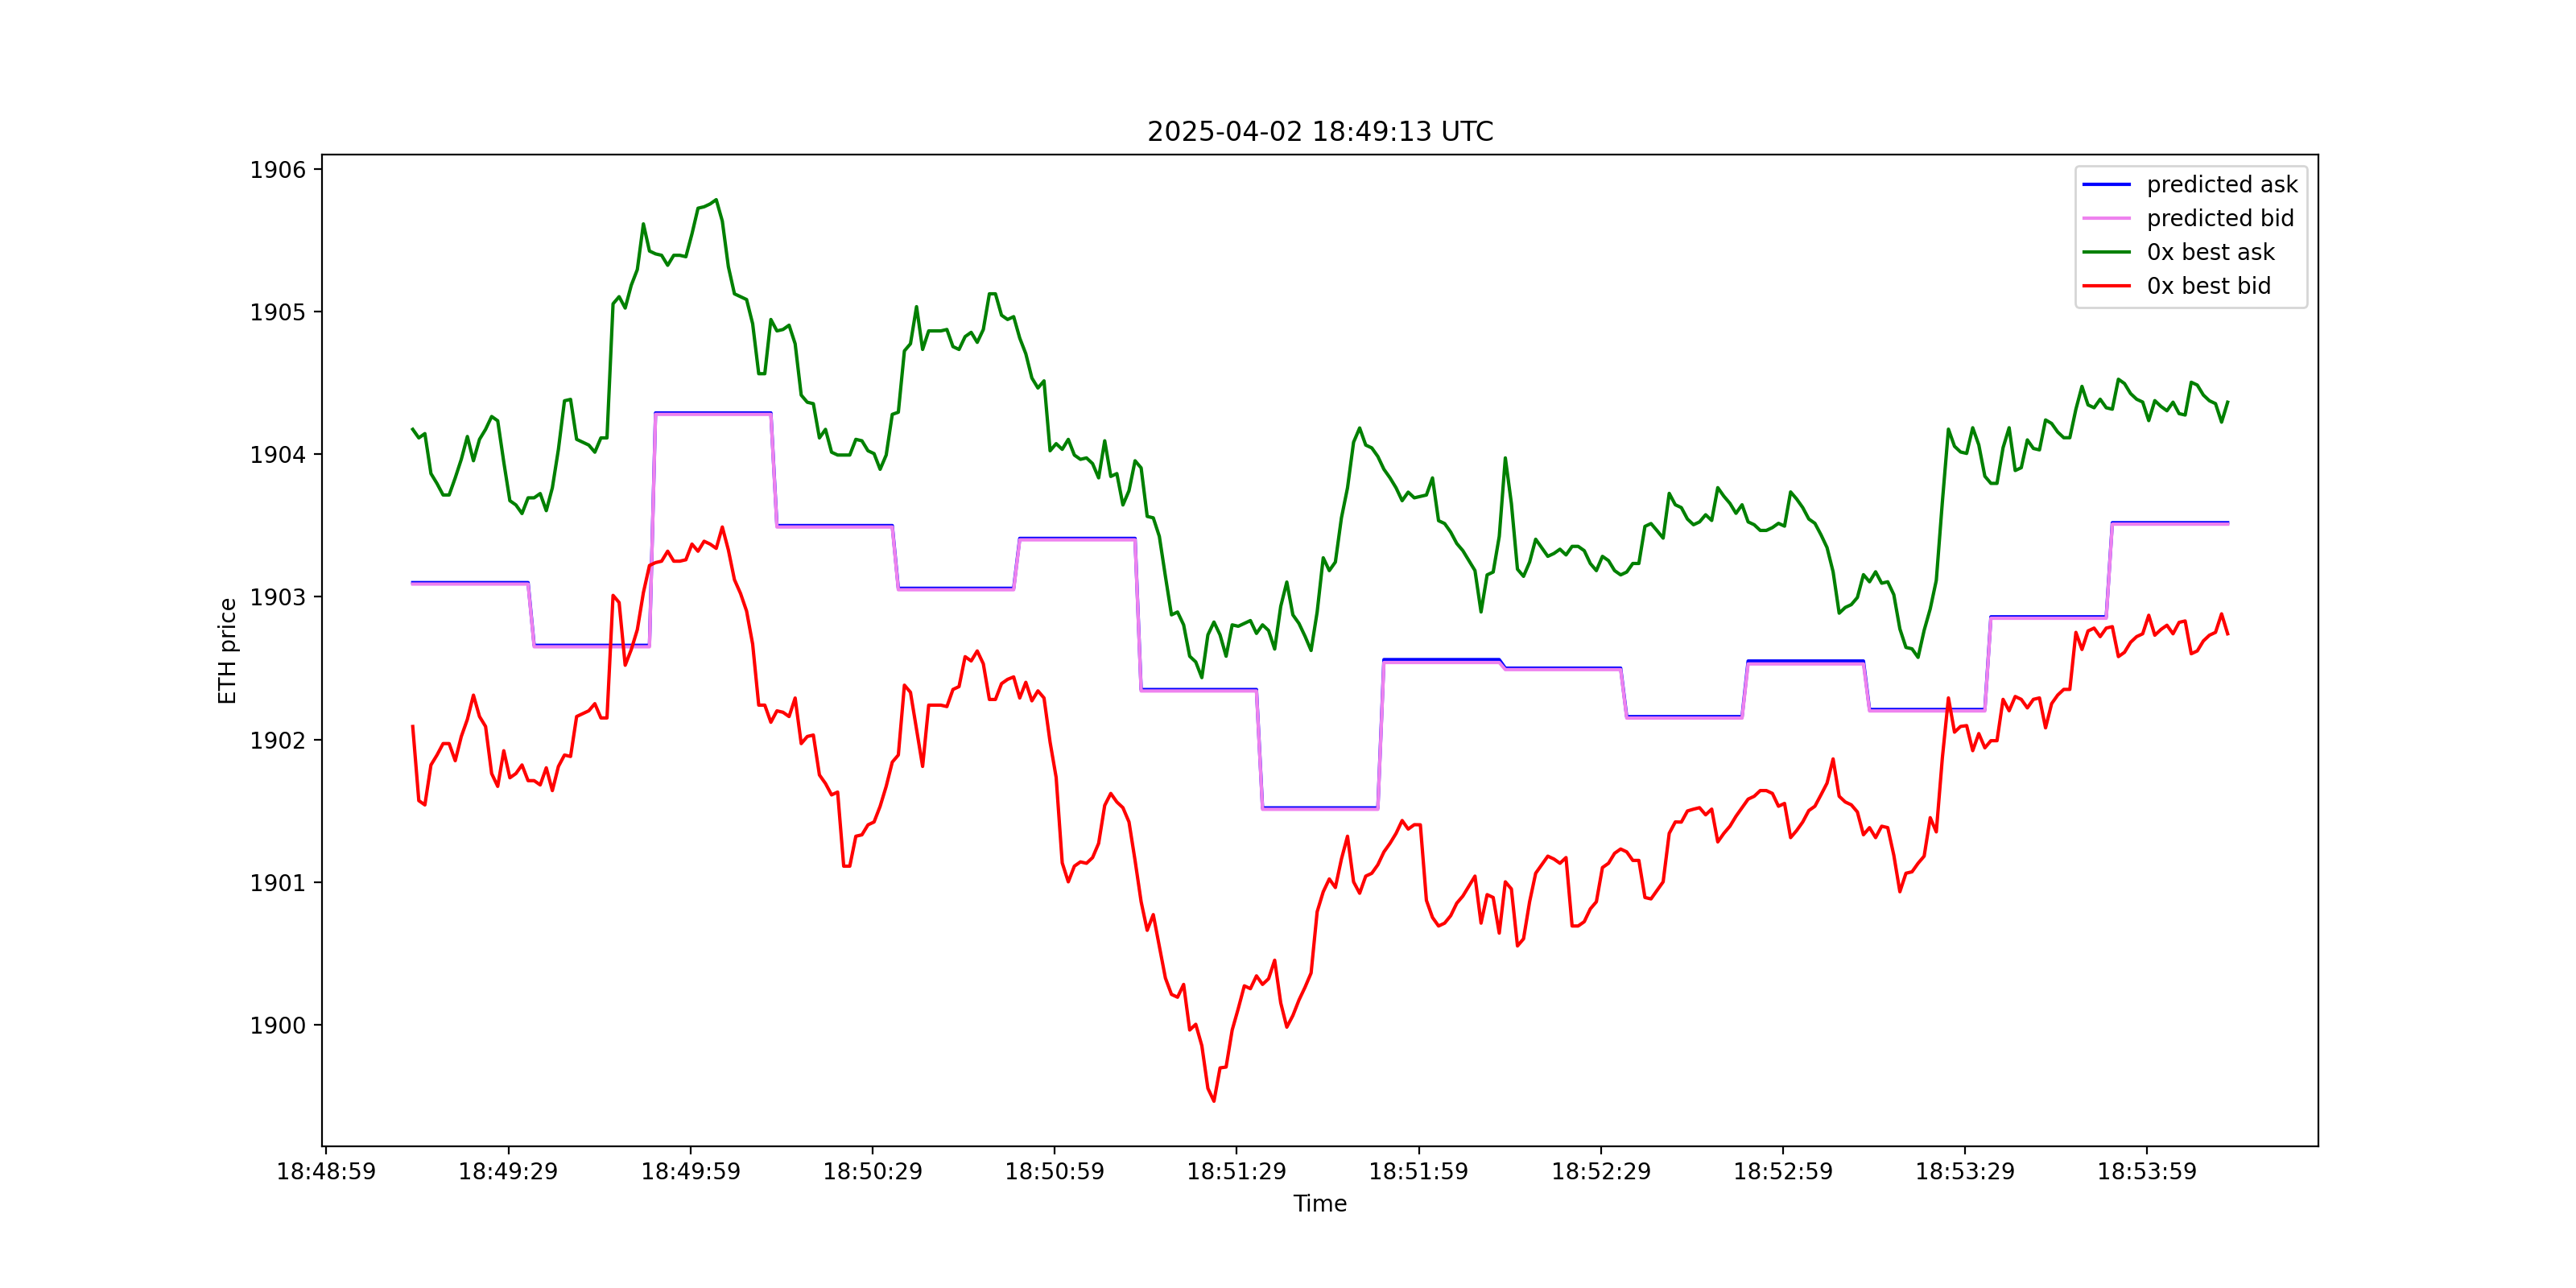 2025-04-02 18:49:13 UTC
predicted ask
predicted bid
0x best ask
0x best bid
1906
1905
1904
1903
1902
1901
1900
ETH price
18:48:59 18:49:29 18:49:59 18:50:29 18:50:59 18:51:29 18:51:59 18:52:29 18:52:59 18:53:29 18:53:59
Time